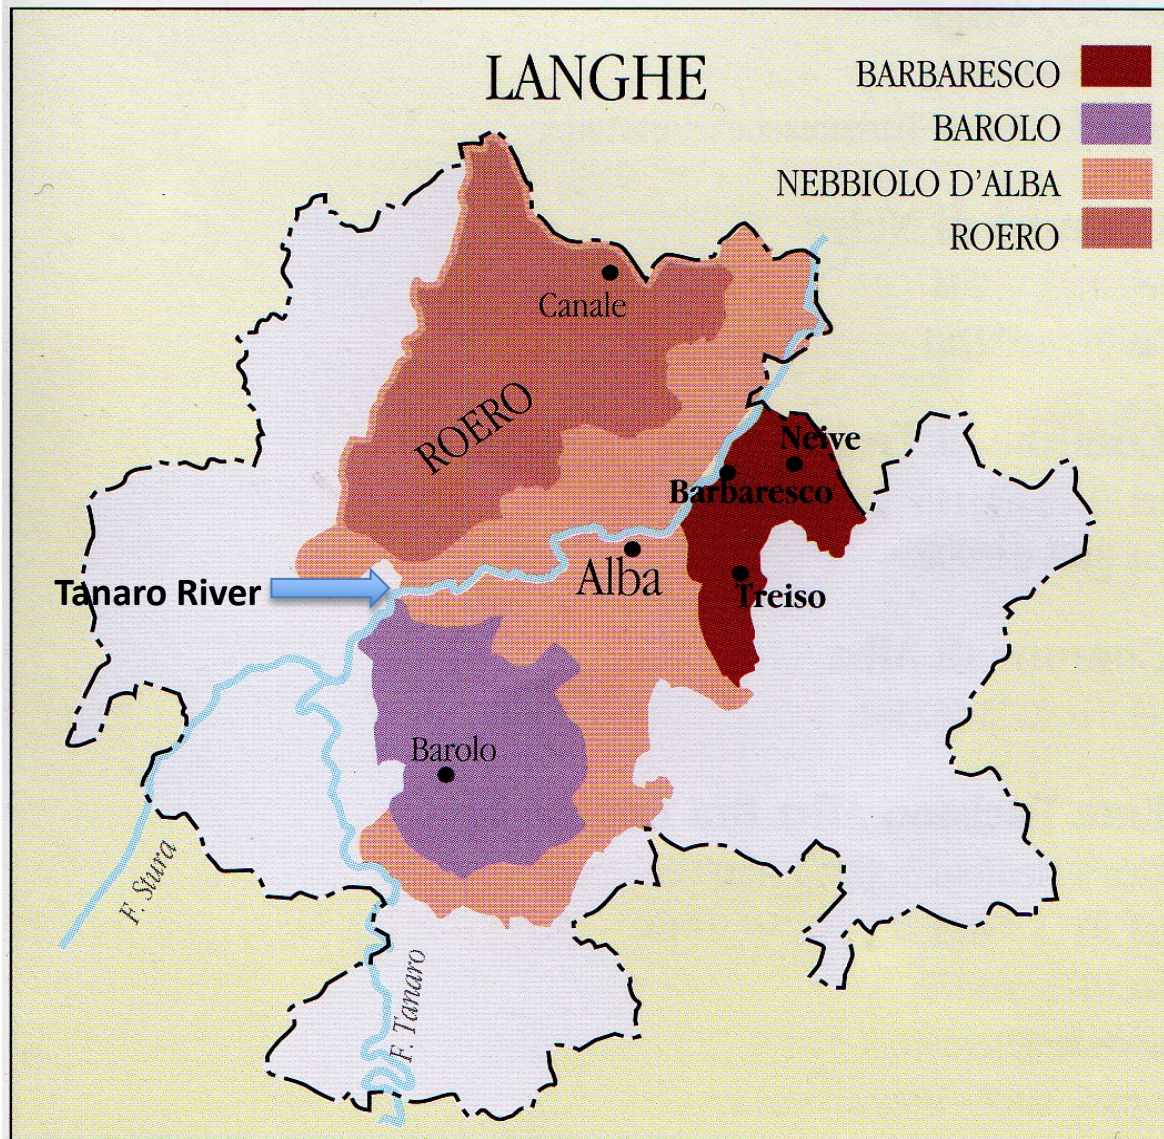 LANGHE
BARBARESCO
BAROLO
NEBBIOLO D'ALBA
ROERO
Canale
ROERO
Neive
Barbaresco
Alba
Tanaro River
Treiso
Barolo
F. Stura
F. Tanaro